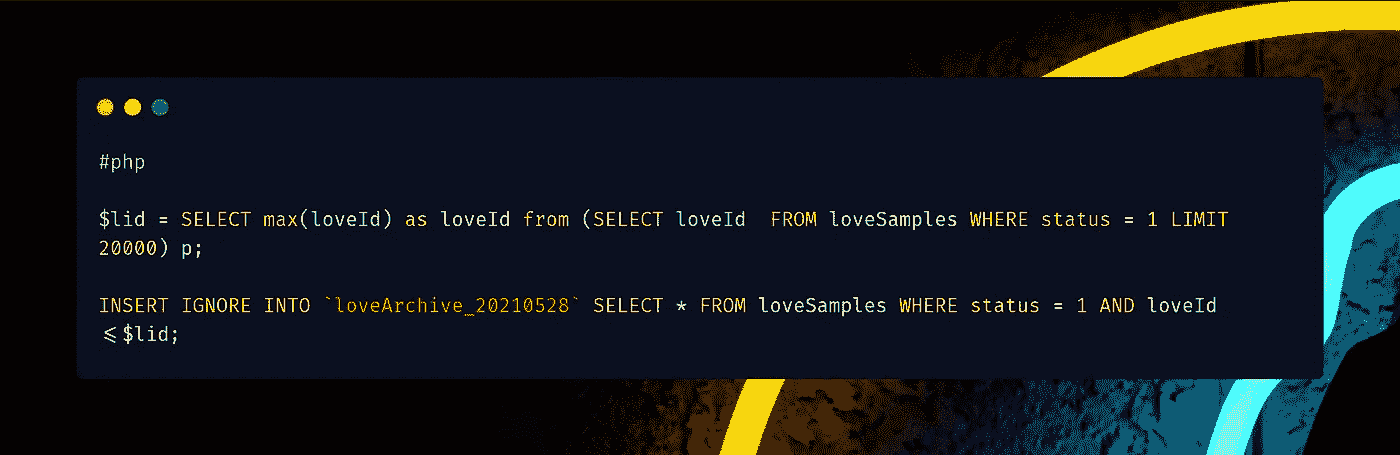 #php
$lid = SELECT max(loveId) as loveId from (SELECT loveId  FROM loveSamples WHERE status = 1 LIMIT
20000) p;
INSERT IGNORE INTO `loveArchive_20210528` SELECT * FROM loveSamples WHERE status = 1 AND loveId
<=$lid;